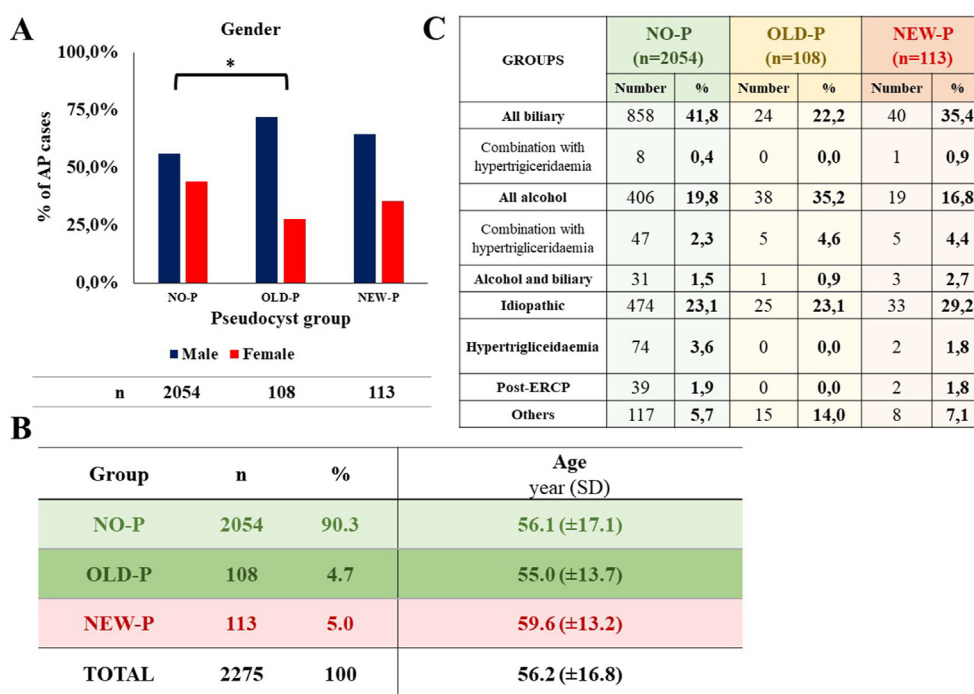 A
Gender
100,0%
*
75,0%
% of AP cases
50,0%
25,0%
0,0%
NO-P OLD-P NEW-P
Pseudocyst group
Male Female
n 2054 108 113
C
GROUPS NO-P (n=2054) OLD-P (n=108) NEW-P (n=113)
Number % Number % Number %
All biliary 858 41,8 24 22,2 40 35,4
Combination with
hypertrigiceridaemia 8 0,4 0 0,0 1 0,9
All alcohol 406 19,8 38 35,2 19 16,8
Combination with
hypertrigliceridaemia 47 2,3 5 4,6 5 4,4
Alcohol and biliary 31 1,5 1 0,9 3 2,7
Idiopathic 474 23,1 25 23,1 33 29,2
Hypertrigliceidaemia 74 3,6 0 0,0 2 1,8
Post-ERCP 39 1,9 0 0,0 2 1,8
Others 117 5,7 15 14,0 8 7,1
B
Group n % Age
year (SD)
NO-P 2054 90.3 56.1 (±17.1)
OLD-P 108 4.7 55.0 (±13.7)
NEW-P 113 5.0 59.6 (±13.2)
TOTAL 2275 100 56.2 (±16.8)